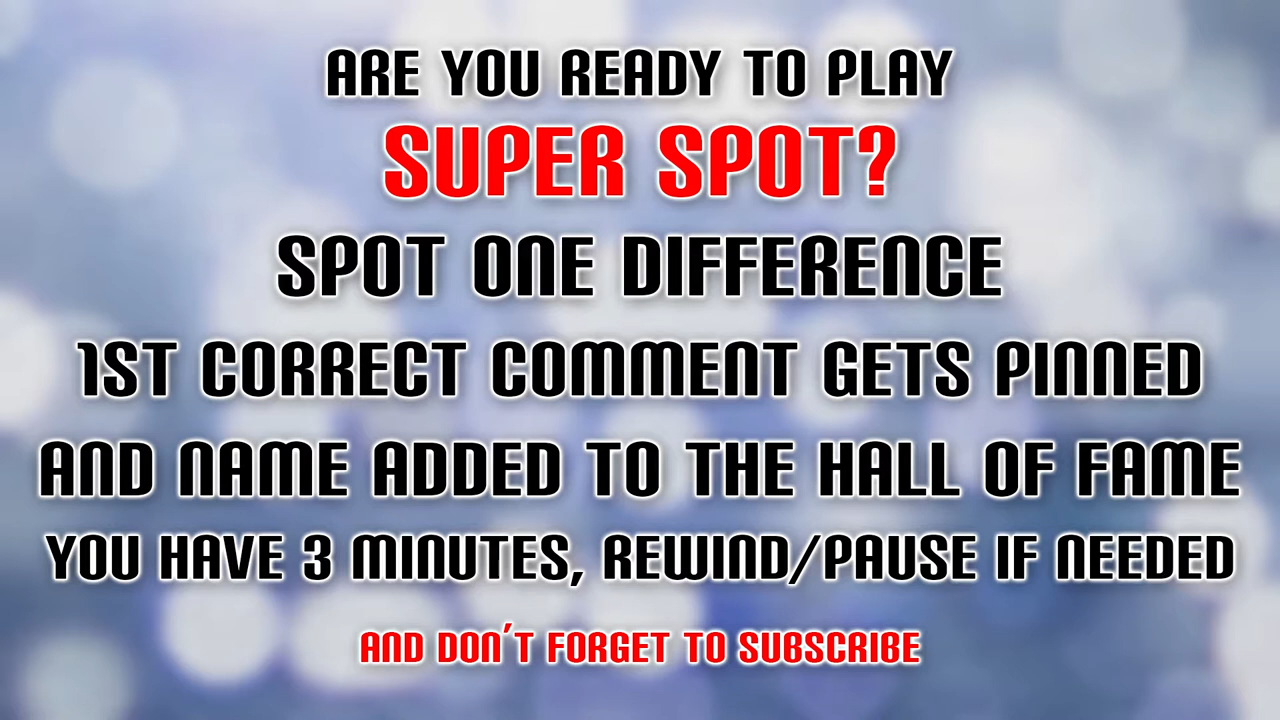 ARE YOU READY TO PLAY
SUPER SPOT?
SPOT ONE DIFFERENCE
1ST CORRECT COMMENT GETS PINNED
AND NAME ADDED TO THE HALL OF FAME
YOU HAVE 3 MINUTES, REWIND/PAUSE IF NEEDED
AND DON'T FORGET TO SUBSCRIBE